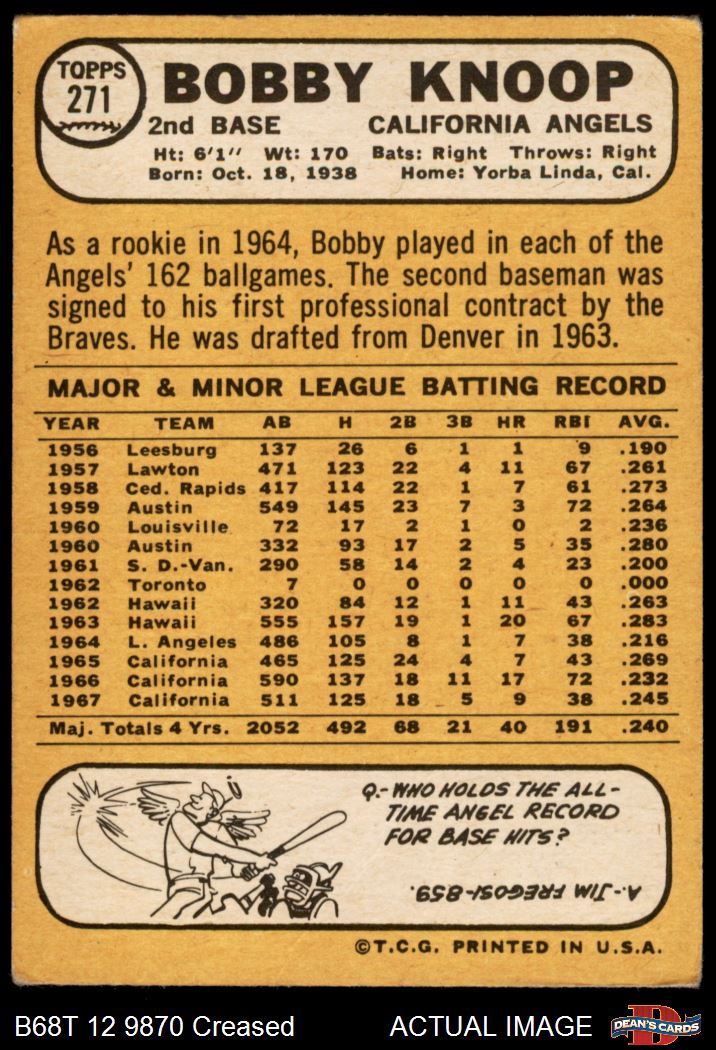 TOPPS
271
BOBBY KNOOP
2nd BASE CALIFORNIA ANGELS
Ht: 6'1" Wt: 170 Bats: Right Throws: Right
Born: Oct. 18, 1938 Home: Yorba Linda, Cal.
As a rookie in 1964, Bobby played in each of the
Angels' 162 ballgames. The second baseman was
signed to his first professional contract by the
Braves. He was drafted from Denver in 1963.
MAJOR & MINOR LEAGUE BATTING RECORD
YEAR TEAM AB H 2B 3B HR RBI AVG.
1956 Leesburg 137 26 6 1 1 9 .190
1957 Lawton 471 123 22 4 11 67 .261
1958 Ced. Rapids 417 114 22 1 7 61 .273
1959 Austin 549 145 23 7 3 72 .264
1960 Louisville 72 17 2 1 0 2 .236
1960 Austin 332 93 17 2 5 35 .280
1961 S. D.-Van. 290 58 14 2 4 23 .200
1962 Toronto 7 0 0 0 0 0 .000
1962 Hawaii 320 84 12 1 11 43 .263
1963 Hawaii 555 157 19 1 20 67 .283
1964 L. Angeles 486 105 8 1 7 38 .216
1965 California 465 125 24 4 7 43 .269
1966 California 590 137 18 11 17 72 .232
1967 California 511 125 18 5 9 38 .245
Maj. Totals 4 Yrs. 2052 492 68 21 40 191 .240
Q.-WHO HOLDS THE ALL-
TIME ANGEL RECORD
FOR BASE HITS?
A.-JIM FREGOSI-859.
©T.C.G. PRINTED IN U.S.A.
B68T 12 9870 Creased ACTUAL IMAGE
D
DEAN'S CARDS